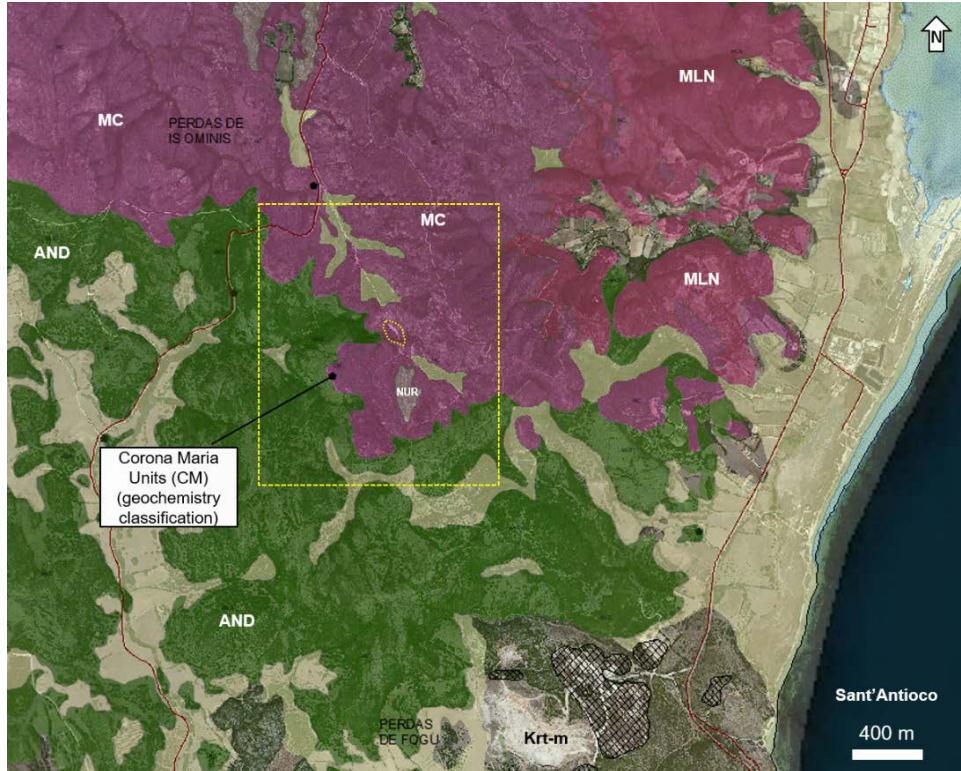 N
MLN
MC
PERDAS DE
IS OMINIS
MC
AND
MLN
NUR
Corona Maria
Units (CM)
(geochemistry
classification)
AND
Sant'Antioco
PERDAS
DE FOGU
Krt-m
400 m